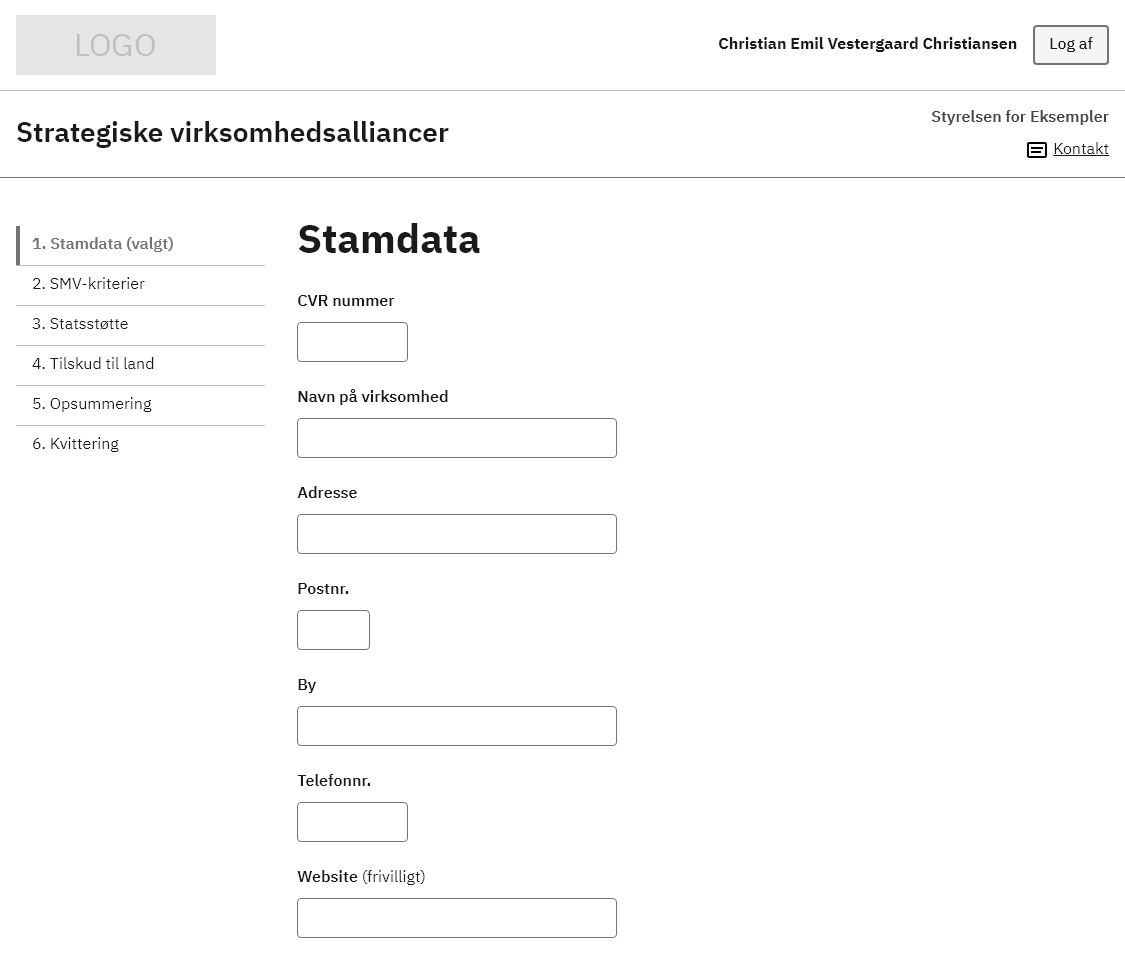 LOGO
Christian Emil Vestergaard Christiansen
Log af
Strategiske virksomhedsalliancer
Styrelsen for Eksempler
Kontakt
1. Stamdata (valgt)
2. SMV-kriterier
3. Statsstøtte
4. Tilskud til land
5. Opsummering
6. Kvittering
Stamdata
CVR nummer
Navn på virksomhed
Adresse
Postnr.
By
Telefonnr.
Website (frivilligt)